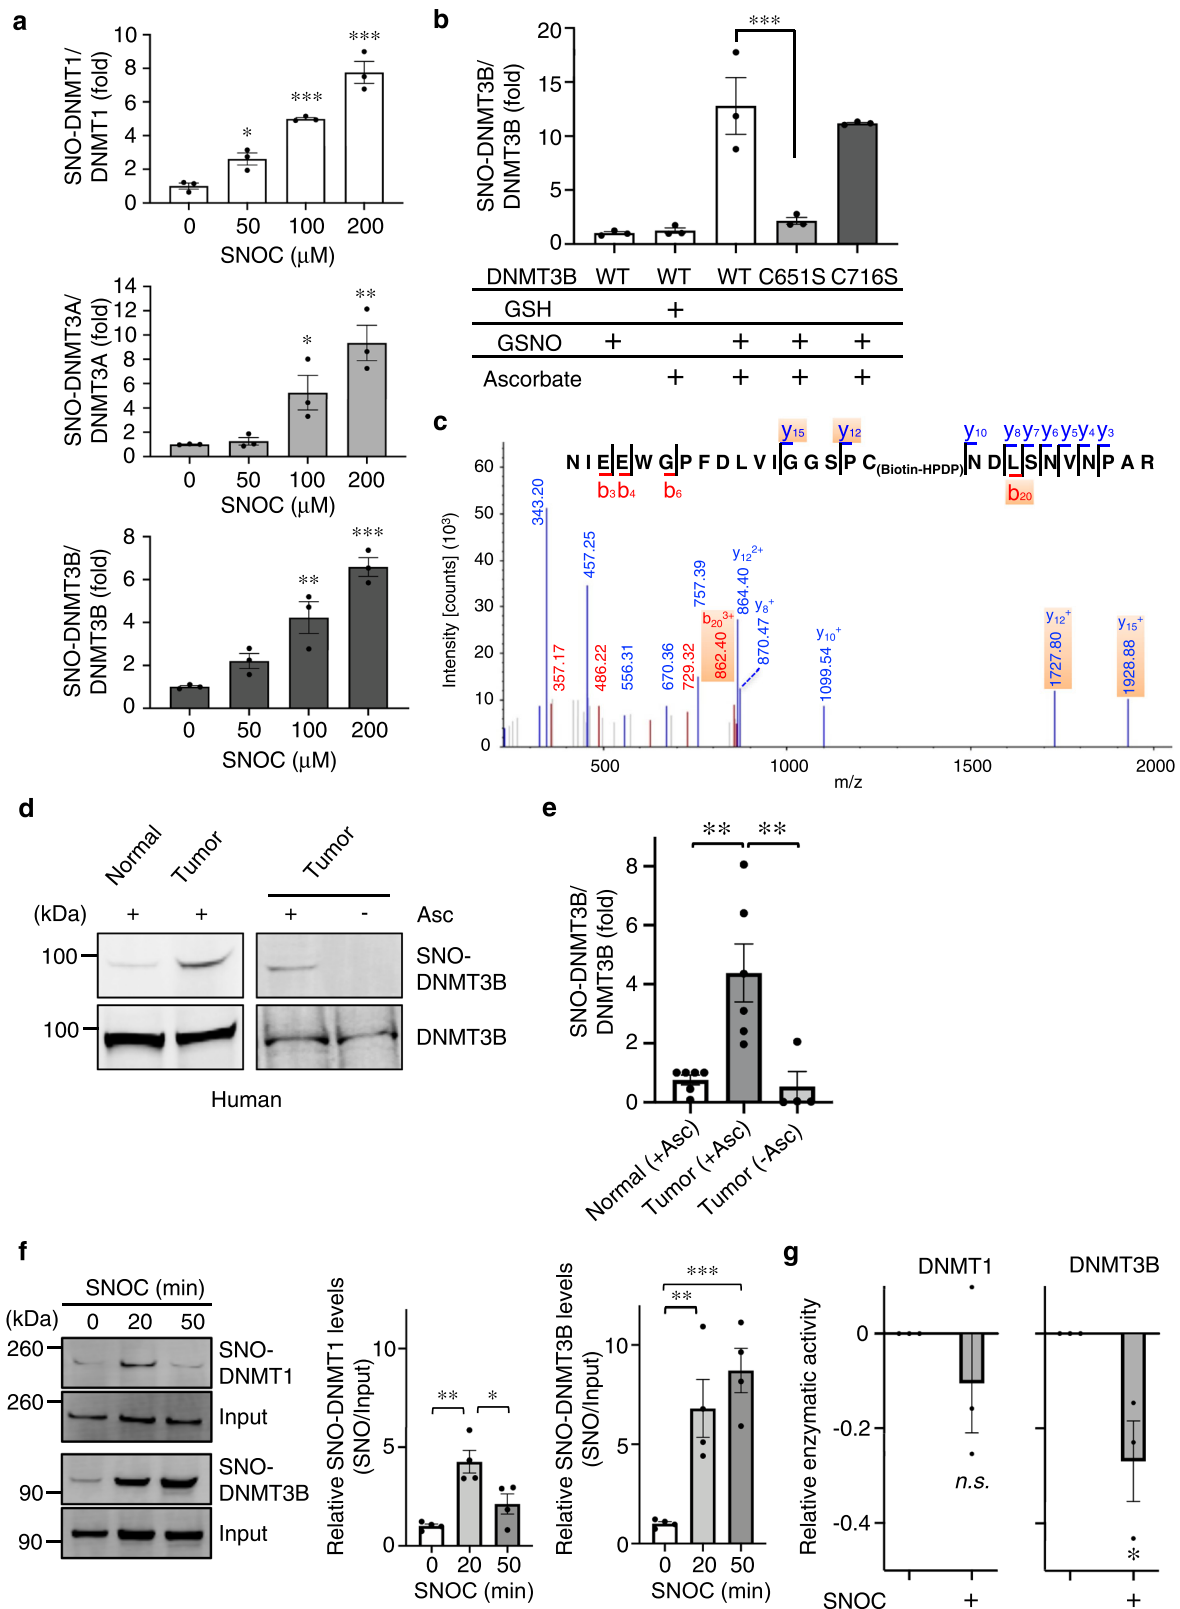 a
SNO-DNMT1/
DNMT1 (fold)
10
8
6
4
2
0
*
***
***
0 50 100 200
SNOC (μM)
SNO-DNMT3A/
DNMT3A (fold)
14
12
10
8
6
4
2
0
*
**
0 50 100 200
SNOC (μM)
SNO-DNMT3B/
DNMT3B (fold)
8
6
4
2
0
**
***
0 50 100 200
SNOC (μM)
b
SNO-DNMT3B/
DNMT3B (fold)
20
15
10
5
0
***
DNMT3B WT WT WT C651S C716S
GSH +
GSNO + + + +
Ascorbate + + + +
c
y15 y12 y10 y8 y7 y6 y5 y4 y3
N I E E W G P F D L V I G G S P C(Biotin-HPDP) N D L S N V N P A R
b3 b4 b6 b20
Intensity [counts] (10³)
60
50
40
30
20
10
0
343.20
357.17
457.25
486.22
556.31
670.36
729.32
757.39
b20³⁺
862.40
y12²⁺
864.40
y8⁺
870.47
y10⁺
1099.54
y12⁺
1727.80
y15⁺
1928.88
500 1000 1500 2000
m/z
d
Normal Tumor Tumor
(kDa) + + + - Asc
100
SNO-
DNMT3B
100
DNMT3B
Human
e
SNO-DNMT3B/
DNMT3B (fold)
8
6
4
2
0
** **
Normal (+Asc)
Tumor (+Asc)
Tumor (-Asc)
f
SNOC (min)
(kDa) 0 20 50
260
SNO-
DNMT1
260
Input
SNO-
DNMT3B
90
Input
90
Relative SNO-DNMT1 levels
(SNO/Input)
10
5
0
** *
0 20 50
SNOC (min)
Relative SNO-DNMT3B levels
(SNO/Input)
10
5
0
***
**
0 20 50
SNOC (min)
g
DNMT1 DNMT3B
Relative enzymatic activity
0
-0.2
-0.4
n.s.
*
SNOC + +